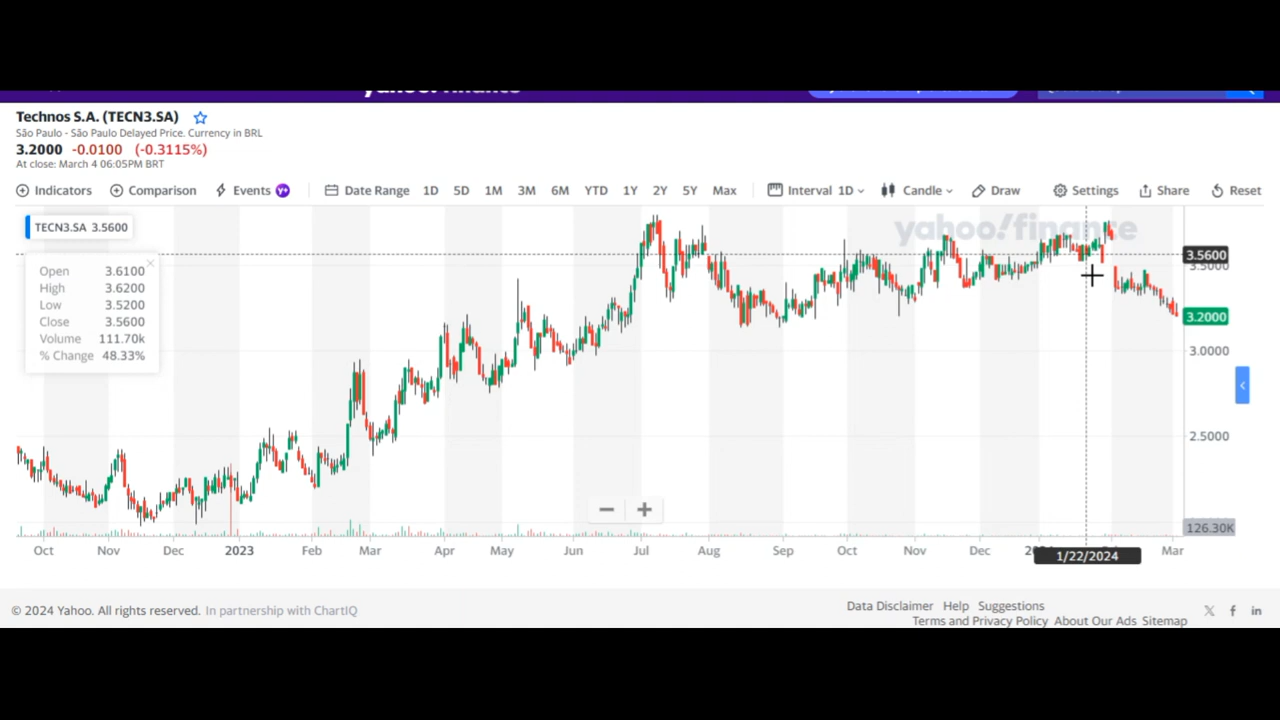 Technos S.A. (TECN3.SA)
São Paulo - São Paulo Delayed Price. Currency in BRL
3.2000 -0.0100 (-0.3115%)
At close: March 4 06:05PM BRT
Indicators Comparison Events Y+ Date Range 1D 5D 1M 3M 6M YTD 1Y 2Y 5Y Max Interval 1D Candle Draw Settings Share Reset
TECN3.SA 3.5600
yahoo!finance
Open 3.6100
High 3.6200
Low 3.5200
Close 3.5600
Volume 111.70k
% Change 48.33%
3.5600
3.5000
3.2000
3.0000
2.5000
126.30K
Oct Nov Dec 2023 Feb Mar Apr May Jun Jul Aug Sep Oct Nov Dec Mar
1/22/2024
© 2024 Yahoo. All rights reserved. In partnership with ChartIQ
Data Disclaimer Help Suggestions
Terms and Privacy Policy About Our Ads Sitemap